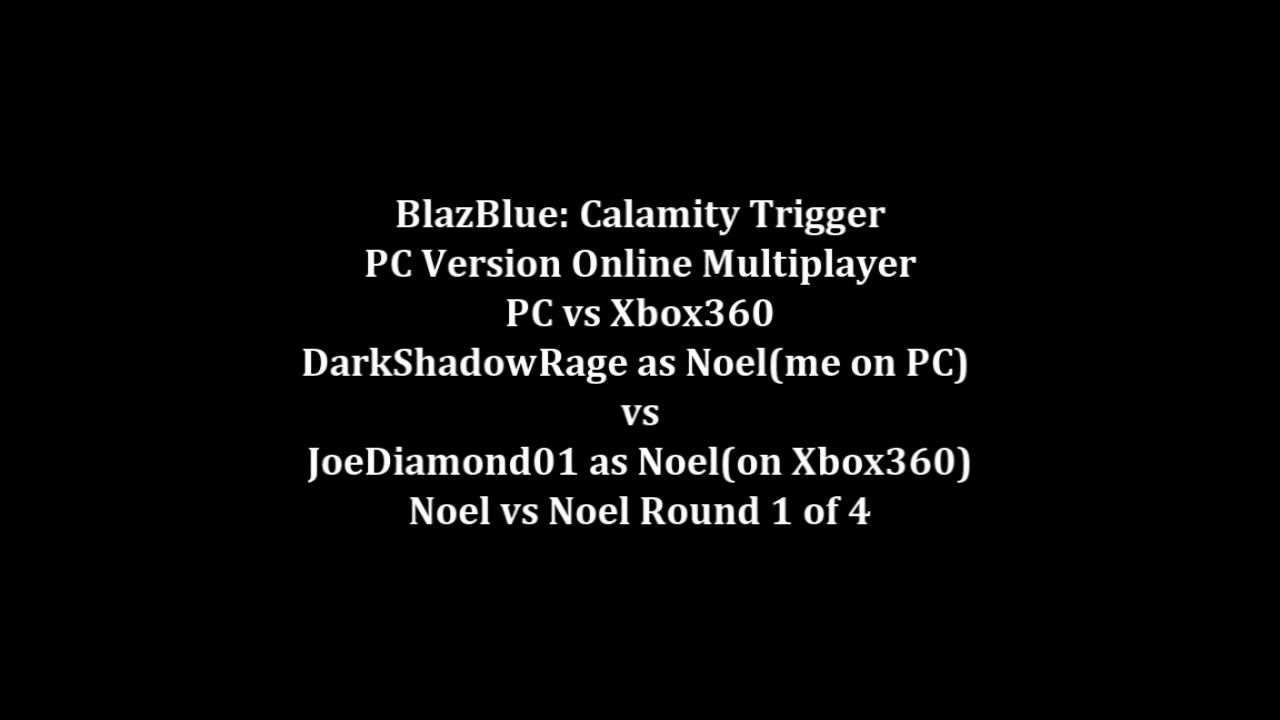 BlazBlue: Calamity Trigger
PC Version Online Multiplayer
PC vs Xbox360
DarkShadowRage as Noel(me on PC)
vs
JoeDiamond01 as Noel(on Xbox360)
Noel vs Noel Round 1 of 4